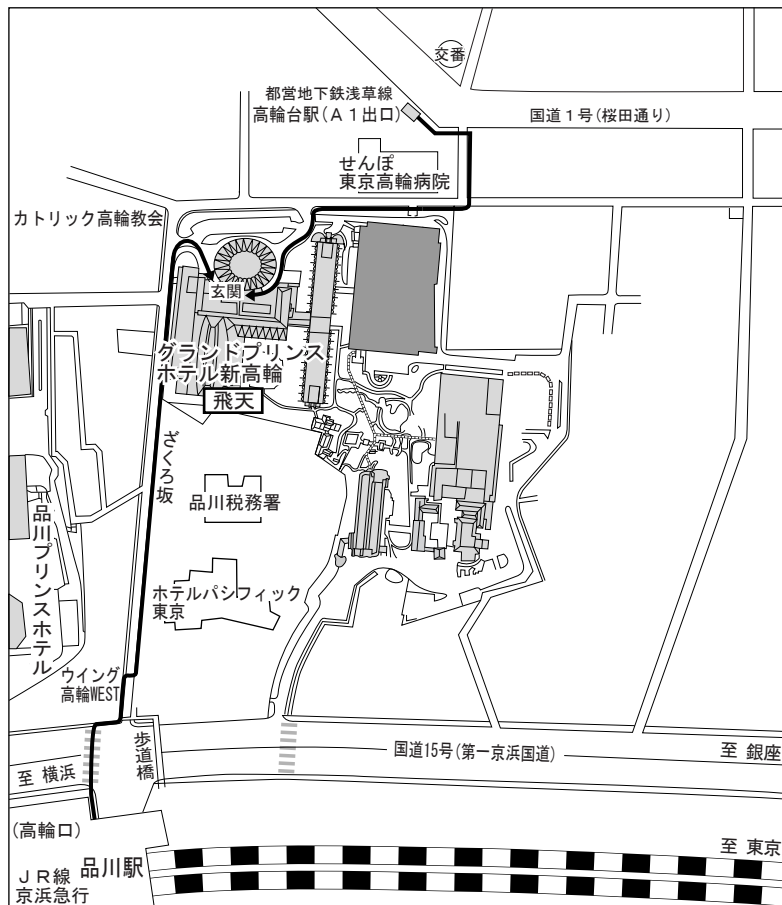 交番
都営地下鉄浅草線
高輪台駅(A1出口)
国道1号(桜田通り)
せんぽ
東京高輪病院
カトリック高輪教会
玄関
グランドプリンス
ホテル新高輪
飛天
ざくろ坂
品川税務署
品川プリンスホテル
ホテルパシフィック
東京
ウイング
高輪WEST
歩道橋
国道15号(第一京浜国道)
至 銀座
至 横浜
(高輪口)
至 東京
品川駅
JR線
京浜急行